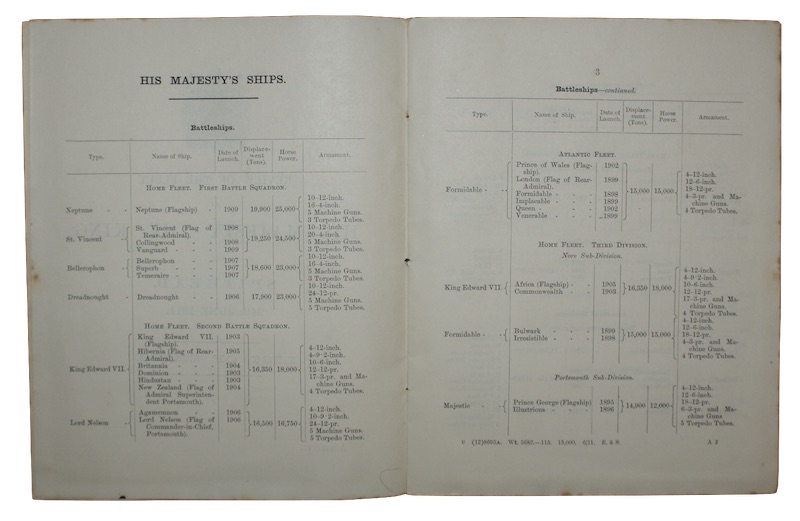 HIS MAJESTY'S SHIPS.
Battleships.
Type. Name of Ship. Date of Launch. Displacement (Tons). Horse Power. Armament.
HOME FLEET. FIRST BATTLE SQUADRON.
Neptune - - Neptune (Flagship) - 1909 19,900 25,000
10-12-inch.
16-4-inch.
5 Machine Guns.
3 Torpedo Tubes.
St. Vincent -
St. Vincent (Flag of Rear-Admiral). 1908
Collingwood - - 1908
Vanguard - - 1909
19,250 24,500
10-12-inch.
20-4-inch.
5 Machine Guns.
3 Torpedo Tubes.
Bellerophon -
Bellerophon - - 1907
Superb - - 1907
Temeraire - - 1907
18,600 23,000
10-12-inch.
16-4-inch.
5 Machine Guns.
3 Torpedo Tubes.
Dreadnought - Dreadnought - - 1906 17,900 23,000
10-12-inch.
24-12-pr.
5 Machine Guns.
5 Torpedo Tubes.
HOME FLEET. SECOND BATTLE SQUADRON.
King Edward VII.
King Edward VII. (Flagship). 1903
Hibernia (Flag of Rear-Admiral). 1905
Britannia - - 1904
Dominion - - 1903
Hindustan - - 1903
New Zealand (Flag of Admiral Superintendent Portsmouth). 1904
16,350 18,000
4-12-inch.
4-9·2-inch.
10-6-inch.
12-12-pr.
17-3-pr. and Machine Guns.
4 Torpedo Tubes.
Lord Nelson -
Agamemnon - - 1906
Lord Nelson (Flag of Commander-in-Chief, Portsmouth). 1906
16,500 16,750
4-12-inch.
10-9·2-inch.
24-12-pr.
5 Machine Guns.
5 Torpedo Tubes.
3
Battleships—continued.
Type. Name of Ship. Date of Launch. Displacement (Tons). Horse Power. Armament.
ATLANTIC FLEET.
Formidable - -
Prince of Wales (Flagship). 1902
London (Flag of Rear-Admiral). 1899
Formidable - - 1898
Implacable - - 1899
Queen - - 1902
Venerable - - 1899
15,000 15,000
4-12-inch.
12-6-inch.
18-12-pr.
4-3-pr. and Machine Guns.
4 Torpedo Tubes.
HOME FLEET. THIRD DIVISION.
Nore Sub-Division.
King Edward VII.
Africa (Flagship) - 1905
Commonwealth - 1903
16,350 18,000
4-12-inch.
4-9·2-inch.
10-6-inch.
12-12-pr.
17-3-pr. and Machine Guns.
4 Torpedo Tubes.
Formidable - -
Bulwark - - 1899
Irresistible - - 1898
15,000 15,000
4-12-inch.
12-6-inch.
18-12-pr.
4-3-pr. and Machine Guns.
4 Torpedo Tubes.
Portsmouth Sub-Division.
Majestic - -
Prince George (Flagship) 1895
Illustrious - - 1896
14,900 12,000
4-12-inch.
12-6-inch.
18-12-pr.
6-3-pr. and Machine Guns
5 Torpedo Tubes.
Wt. 15,000. 6/11. E. & S. A 2